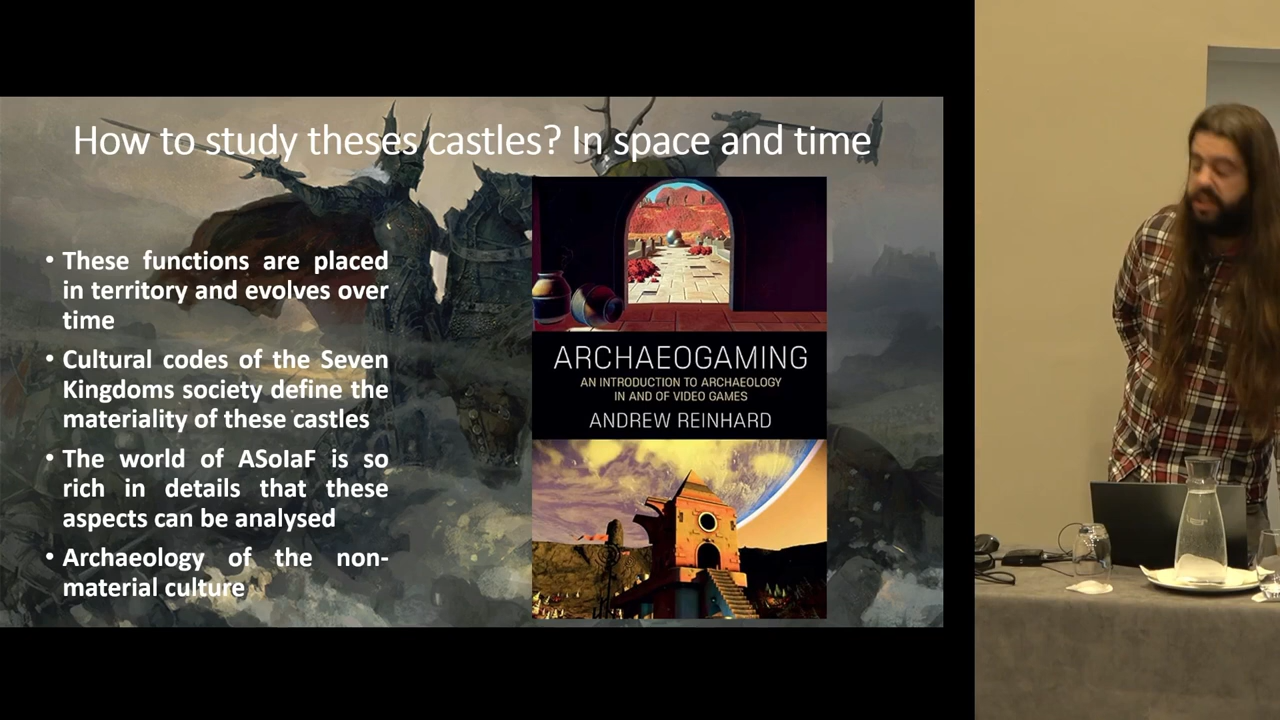 How to study theses castles? In space and time
• These functions are placed
in territory and evolves over
time
• Cultural codes of the Seven
Kingdoms society define the
materiality of these castles
• The world of ASoIaF is so
rich in details that these
aspects can be analysed
• Archaeology of the non-
material culture
ARCHAEOGAMING
AN INTRODUCTION TO ARCHAEOLOGY
IN AND OF VIDEO GAMES
ANDREW REINHARD